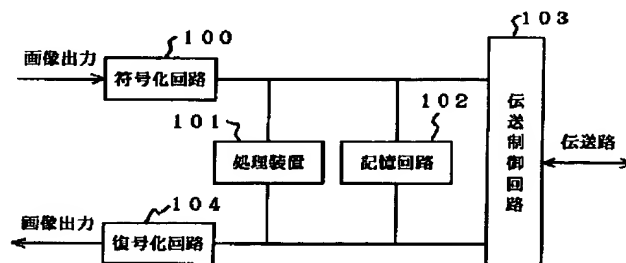 100
103
画像出力
符号化回路
102
101
処理装置
記憶回路
伝送制御回路
伝送路
104
画像出力
復号化回路